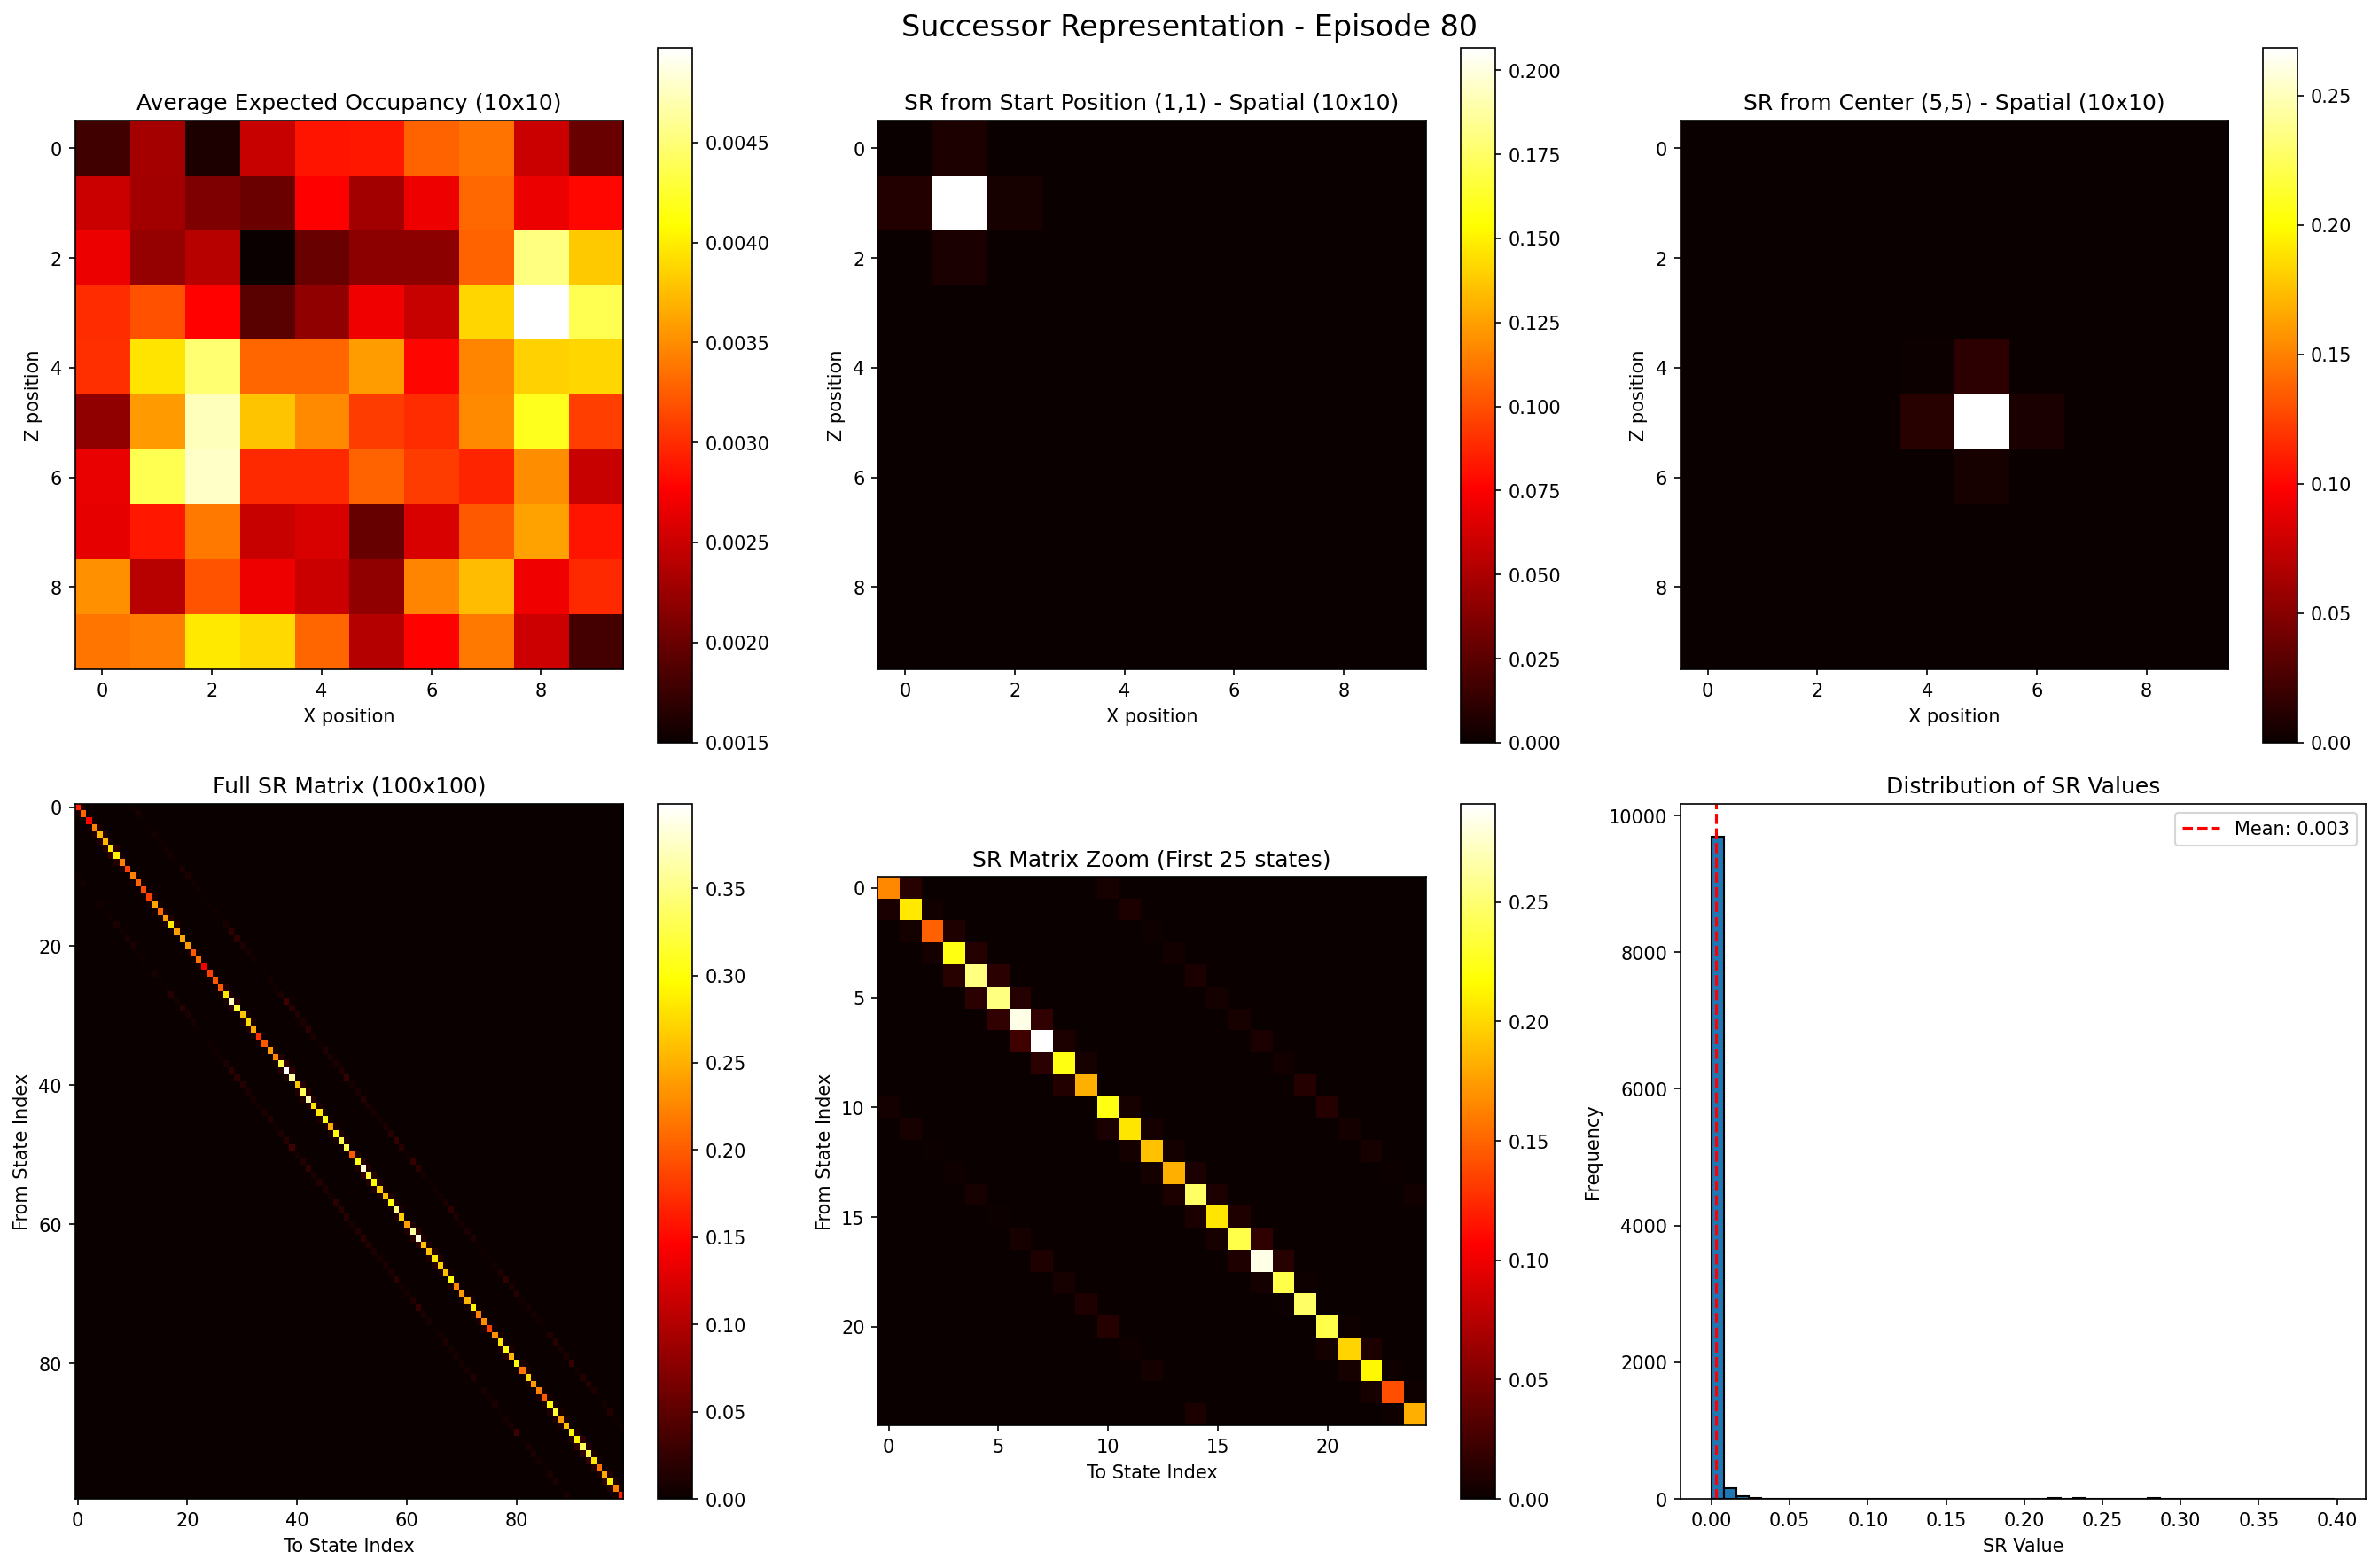 Successor Representation - Episode 80
Average Expected Occupancy (10x10)
0
2
4
6
8
Z position
0 2 4 6 8
X position
0.0045
0.0040
0.0035
0.0030
0.0025
0.0020
0.0015
SR from Start Position (1,1) - Spatial (10x10)
0
2
4
6
8
Z position
0 2 4 6 8
X position
0.200
0.175
0.150
0.125
0.100
0.075
0.050
0.025
0.000
SR from Center (5,5) - Spatial (10x10)
0
2
4
6
8
Z position
0 2 4 6 8
X position
0.25
0.20
0.15
0.10
0.05
0.00
Full SR Matrix (100x100)
0
20
40
60
80
From State Index
0 20 40 60 80
To State Index
0.35
0.30
0.25
0.20
0.15
0.10
0.05
0.00
SR Matrix Zoom (First 25 states)
0
5
10
15
20
From State Index
0 5 10 15 20
To State Index
0.25
0.20
0.15
0.10
0.05
0.00
Distribution of SR Values
Mean: 0.003
10000
8000
6000
4000
2000
0
Frequency
0.00 0.05 0.10 0.15 0.20 0.25 0.30 0.35 0.40
SR Value